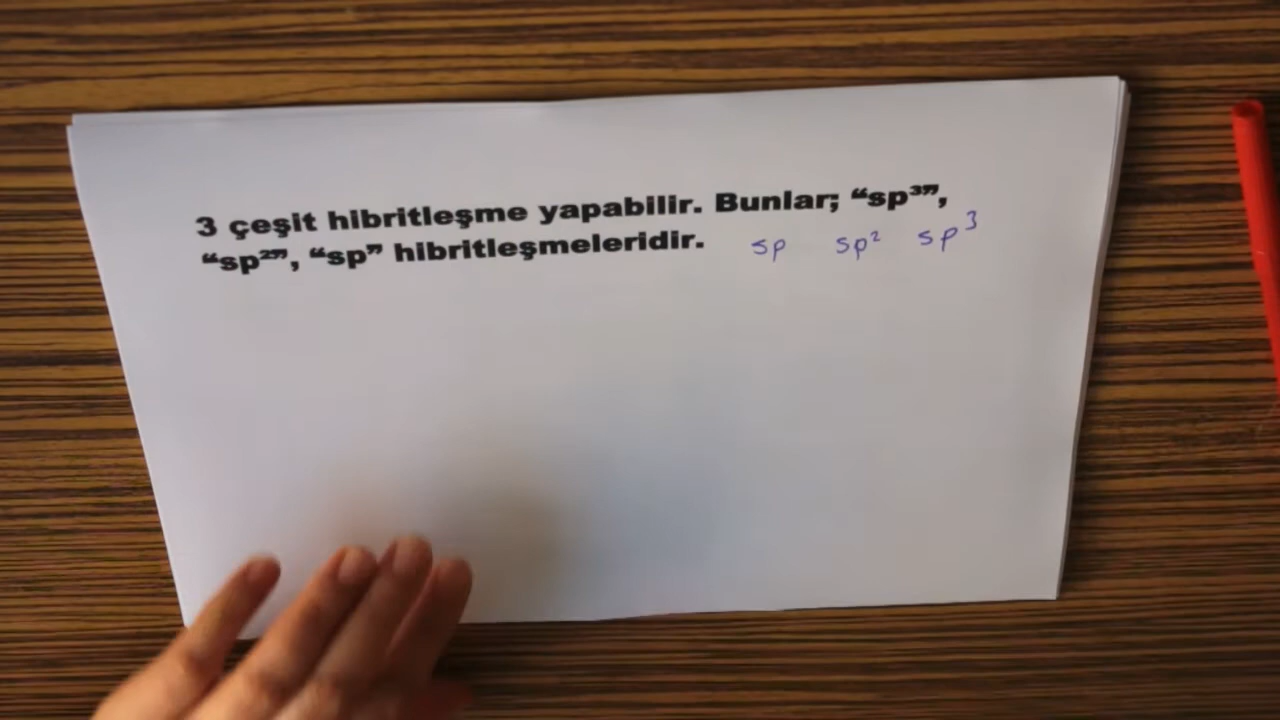 3 çeşit hibritleşme yapabilir. Bunlar; “sp³”,
“sp²”, “sp” hibritleşmeleridir. sp sp² sp³